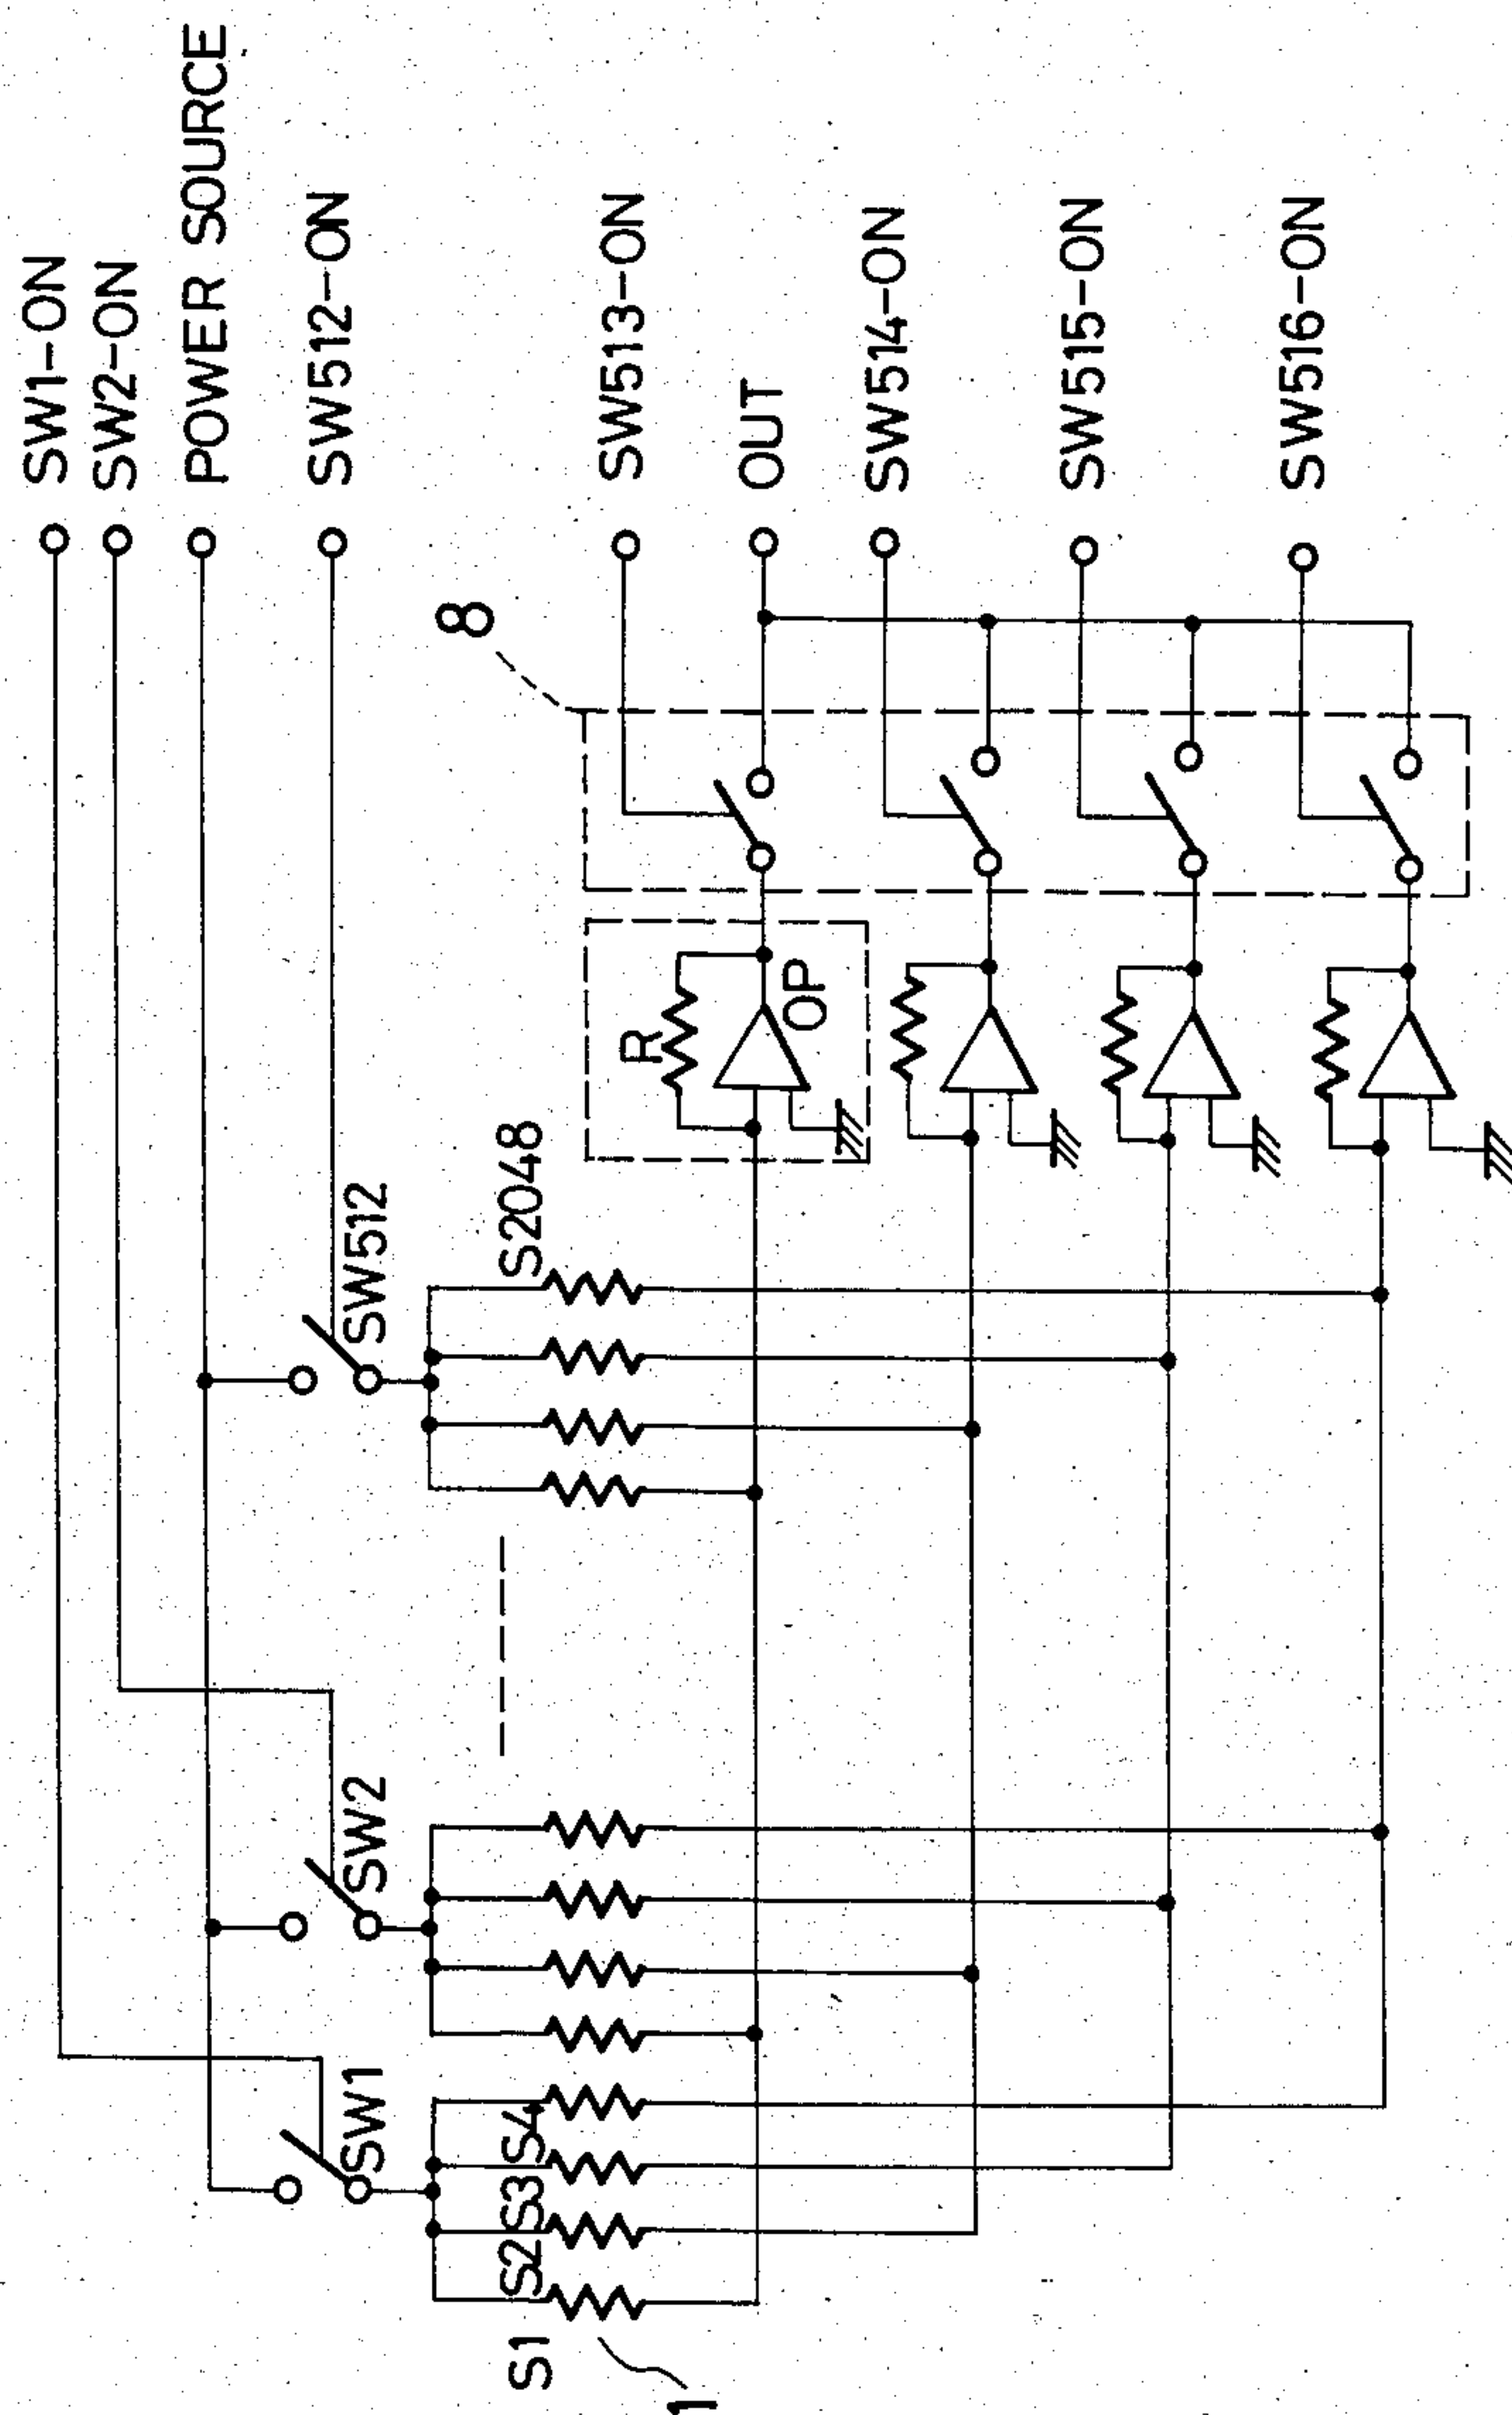 SW1-ON
SW2-ON
POWER SOURCE
SW512-ON
SW513-ON
OUT
SW514-ON
SW515-ON
SW516-ON
8
SW1
SW2
SW512
S1
S2
S3
S4
S2048
R
OP
1